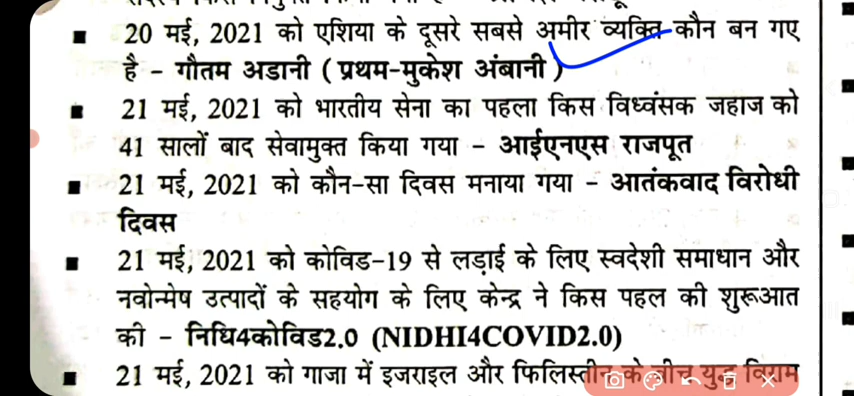 ■ 20 मई, 2021 को एशिया के दूसरे सबसे अमीर व्यक्ति कौन बन गए
है – गौतम अडानी ( प्रथम-मुकेश अंबानी )
■ 21 मई, 2021 को भारतीय सेना का पहला किस विध्वंसक जहाज को
41 सालों बाद सेवामुक्त किया गया – आईएनएस राजपूत
■ 21 मई, 2021 को कौन-सा दिवस मनाया गया – आतंकवाद विरोधी
दिवस
■ 21 मई, 2021 को कोविड-19 से लड़ाई के लिए स्वदेशी समाधान और
नवोन्मेष उत्पादों के सहयोग के लिए केन्द्र ने किस पहल की शुरूआत
की – निधि4कोविड2.0 (NIDHI4COVID2.0)
■ 21 मई, 2021 को गाजा में इजराइल और फिलिस्तीन के बीच युद्ध विराम